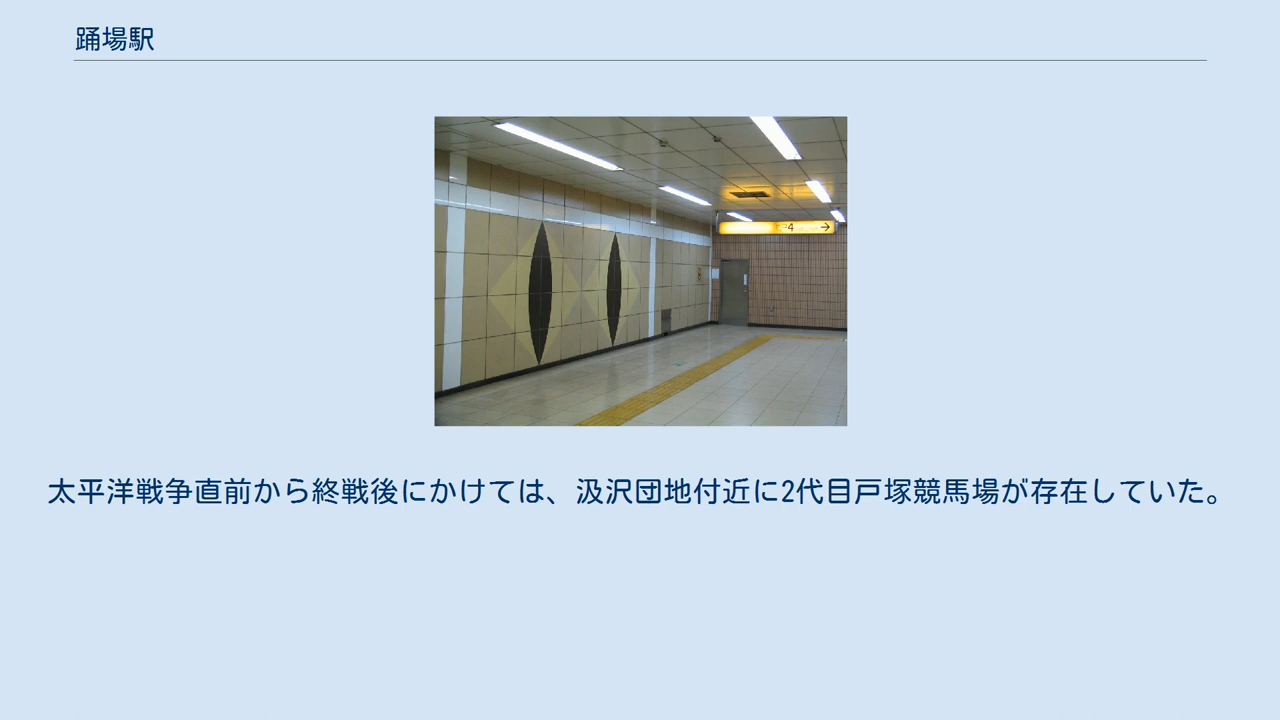 踊場駅
4
太平洋戦争直前から終戦後にかけては、汲沢団地付近に2代目戸塚競馬場が存在していた。